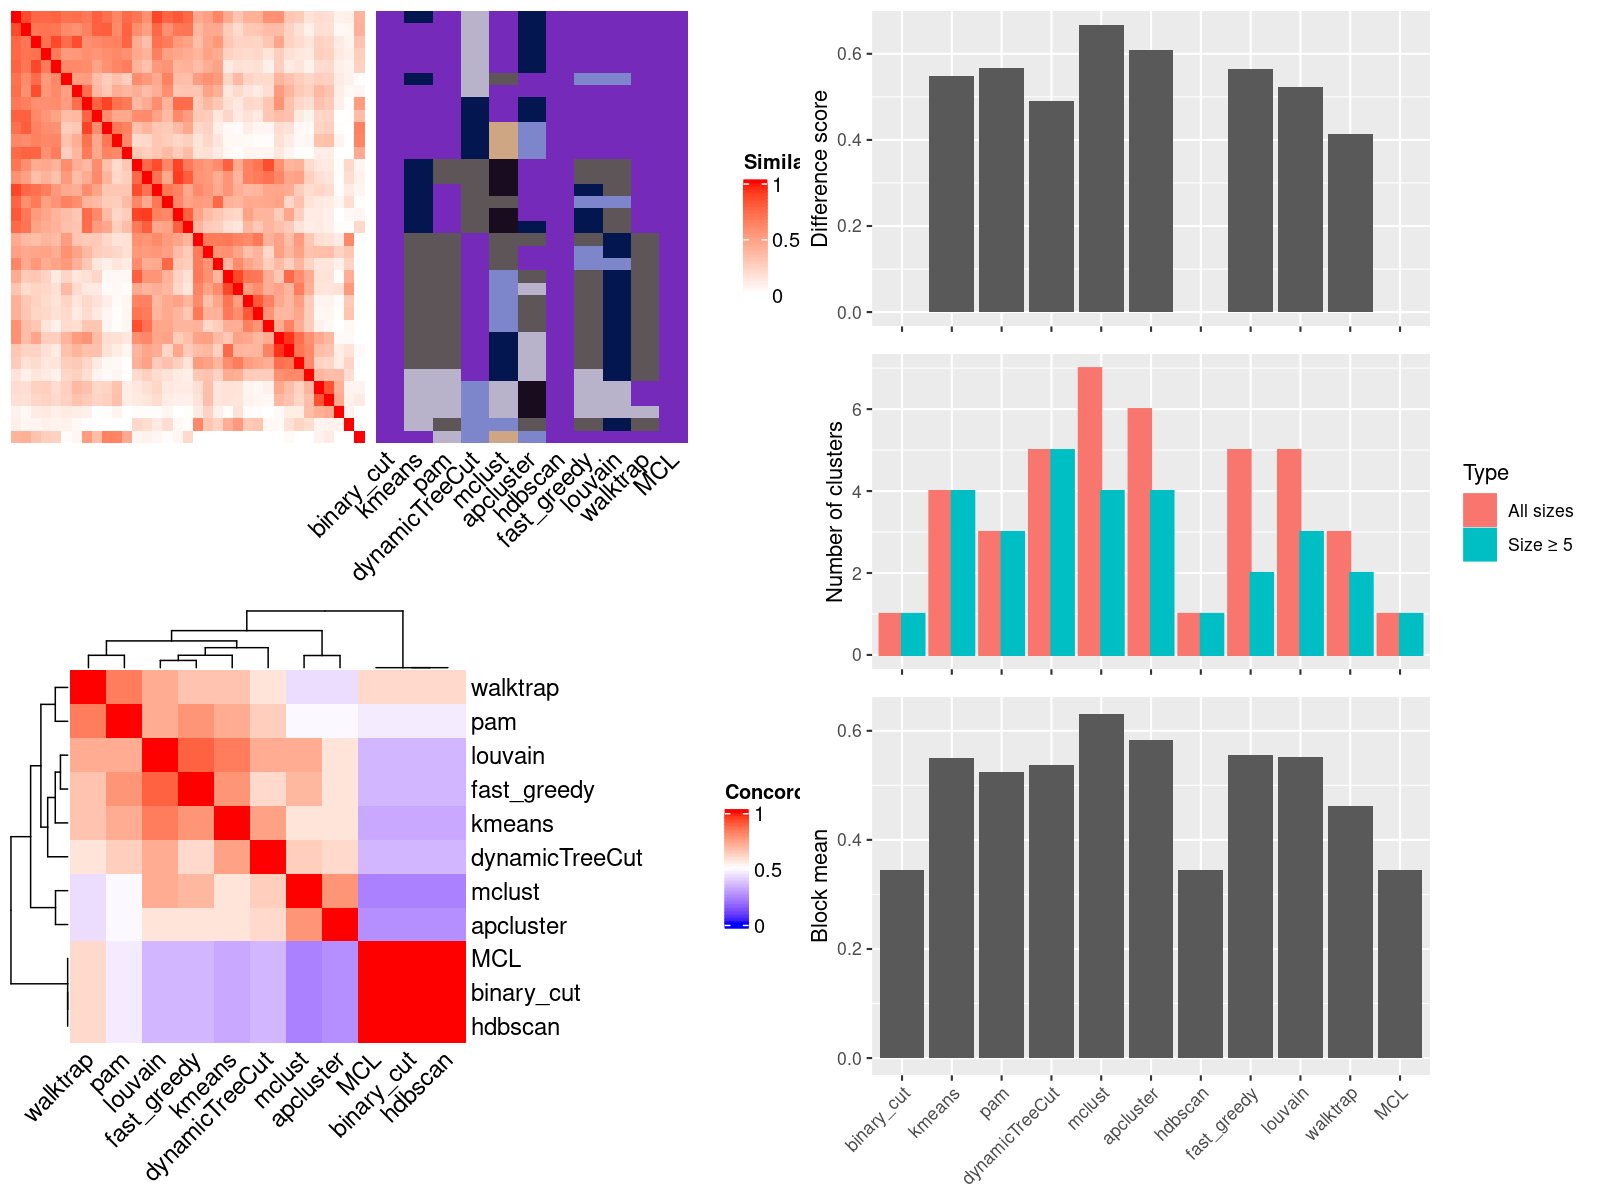 Simila
1
0.5
0
binary_cut
kmeans
pam
dynamicTreeCut
mclust
apcluster
hdbscan
fast_greedy
louvain
walktrap
MCL
walktrap
pam
louvain
fast_greedy
kmeans
dynamicTreeCut
mclust
apcluster
MCL
binary_cut
hdbscan
walktrap
pam
louvain
fast_greedy
kmeans
dynamicTreeCut
mclust
apcluster
MCL
binary_cut
hdbscan
Concord
1
0.5
0
Difference score
0.6
0.4
0.2
0.0
Number of clusters
6
4
2
0
Type
All sizes
Size ≥ 5
Block mean
0.6
0.4
0.2
0.0
binary_cut
kmeans
pam
dynamicTreeCut
mclust
apcluster
hdbscan
fast_greedy
louvain
walktrap
MCL